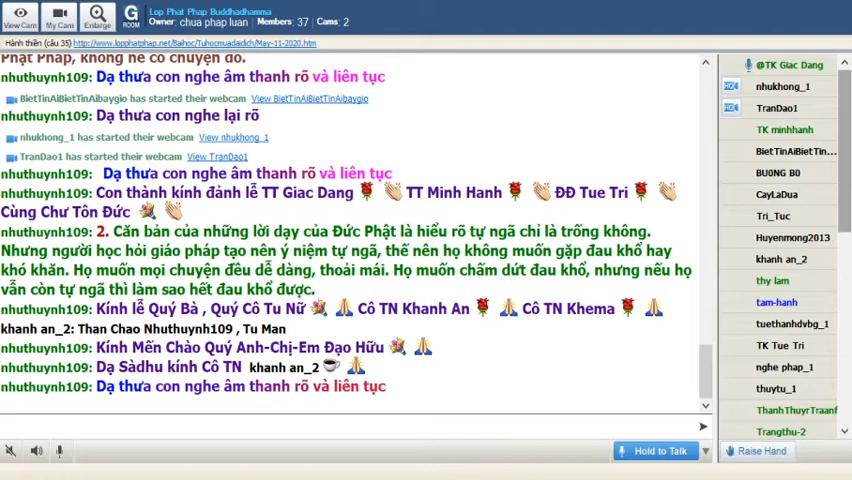 View Cam
My Cam
Enlarge
G
ROOM
Lop Phat Phap Buddhadhamma
Owner: chua phap luan Members: 37 Cams: 2
Hành thiền (câu 35) http://www.lopphatphap.net/Baihoc/Tuhocmuadaidich/May-11-2020.htm
Phật Pháp, không hề có chuyện đó.
nhuthuynh109: Dạ thưa con nghe âm thanh rõ và liên tục
BietTinAiBietTinAibaygio has started their webcam View BietTinAiBietTinAibaygio
nhuthuynh109: Dạ thưa con nghe lại rõ
nhukhong_1 has started their webcam View nhukhong_1
TranDao1 has started their webcam View TranDao1
nhuthuynh109: Dạ thưa con nghe âm thanh rõ và liên tục
nhuthuynh109: Con thành kính đảnh lễ TT Giac Dang TT Minh Hanh ĐĐ Tue Tri
Cùng Chư Tôn Đức
nhuthuynh109: 2. Căn bản của những lời dạy của Đức Phật là hiểu rõ tự ngã chỉ là trống không.
Nhưng người học hỏi giáo pháp tạo nên ý niệm tự ngã, thế nên họ không muốn gặp đau khổ hay
khó khăn. Họ muốn mọi chuyện đều dễ dàng, thoải mái. Họ muốn chấm dứt đau khổ, nhưng nếu họ
vẫn còn tự ngã thì làm sao hết đau khổ được.
nhuthuynh109: Kính lễ Quý Bà , Quý Cô Tu Nữ Cô TN Khanh An Cô TN Khema
khanh an_2: Than Chao Nhuthuynh109 , Tu Man
nhuthuynh109: Kính Mến Chào Quý Anh-Chị-Em Đạo Hữu
nhuthuynh109: Dạ Sàdhu kính Cô TN khanh an_2
nhuthuynh109: Dạ thưa con nghe âm thanh rõ và liên tục
Hold to Talk
@TK Giac Dang
HD nhukhong_1
HD TranDao1
TK minhhanh
BietTinAiBietTin...
BU0NG B0
CayLaDua
Tri_Tuc
Huyenmong2013
khanh an_2
thy lam
tam-hanh
tuethanhdvbg_1
TK Tue Tri
nghe phap_1
thuytu_1
ThanhThuyrTraanf
Trangthu-2
Raise Hand